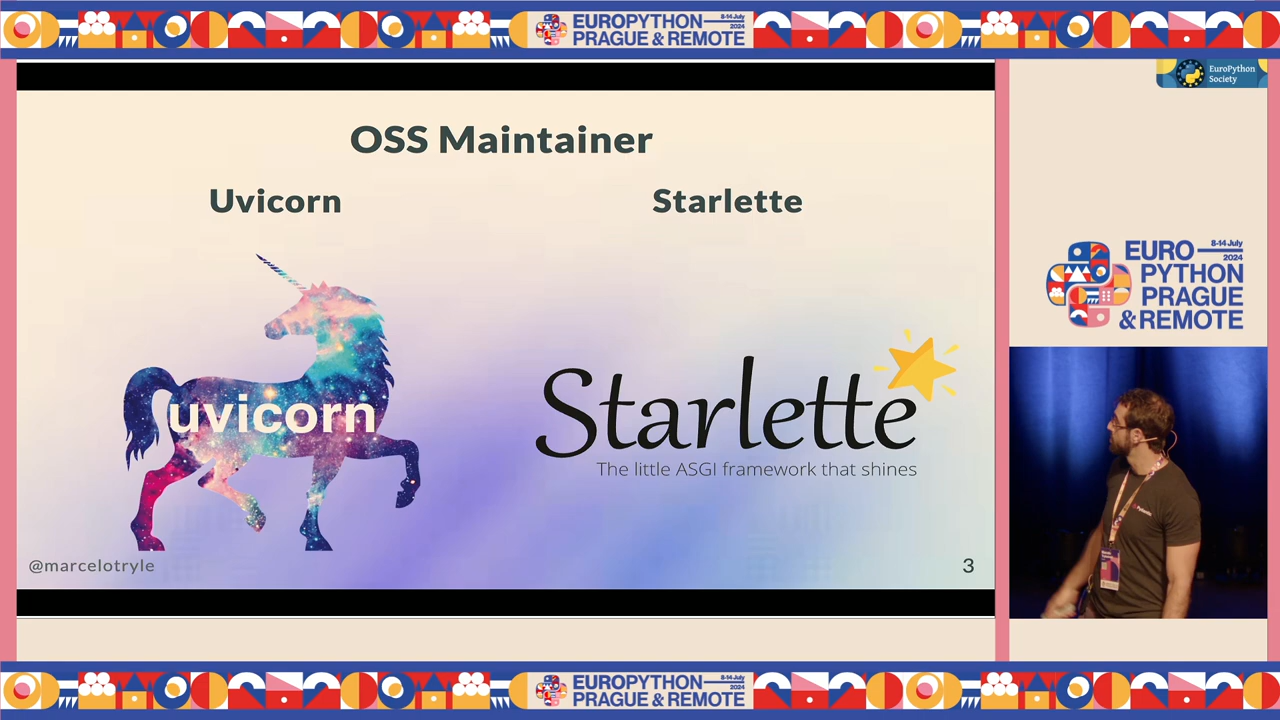 EUROPYTHON
8-14 July
2024
PRAGUE & REMOTE
EuroPython
Society
OSS Maintainer
Uvicorn
Starlette
uvicorn
Starlette
The little ASGI framework that shines
@marcelotryle
3
EURO
8-14 July
2024
PYTHON
PRAGUE
& REMOTE
EUROPYTHON
8-14 July
2024
PRAGUE & REMOTE